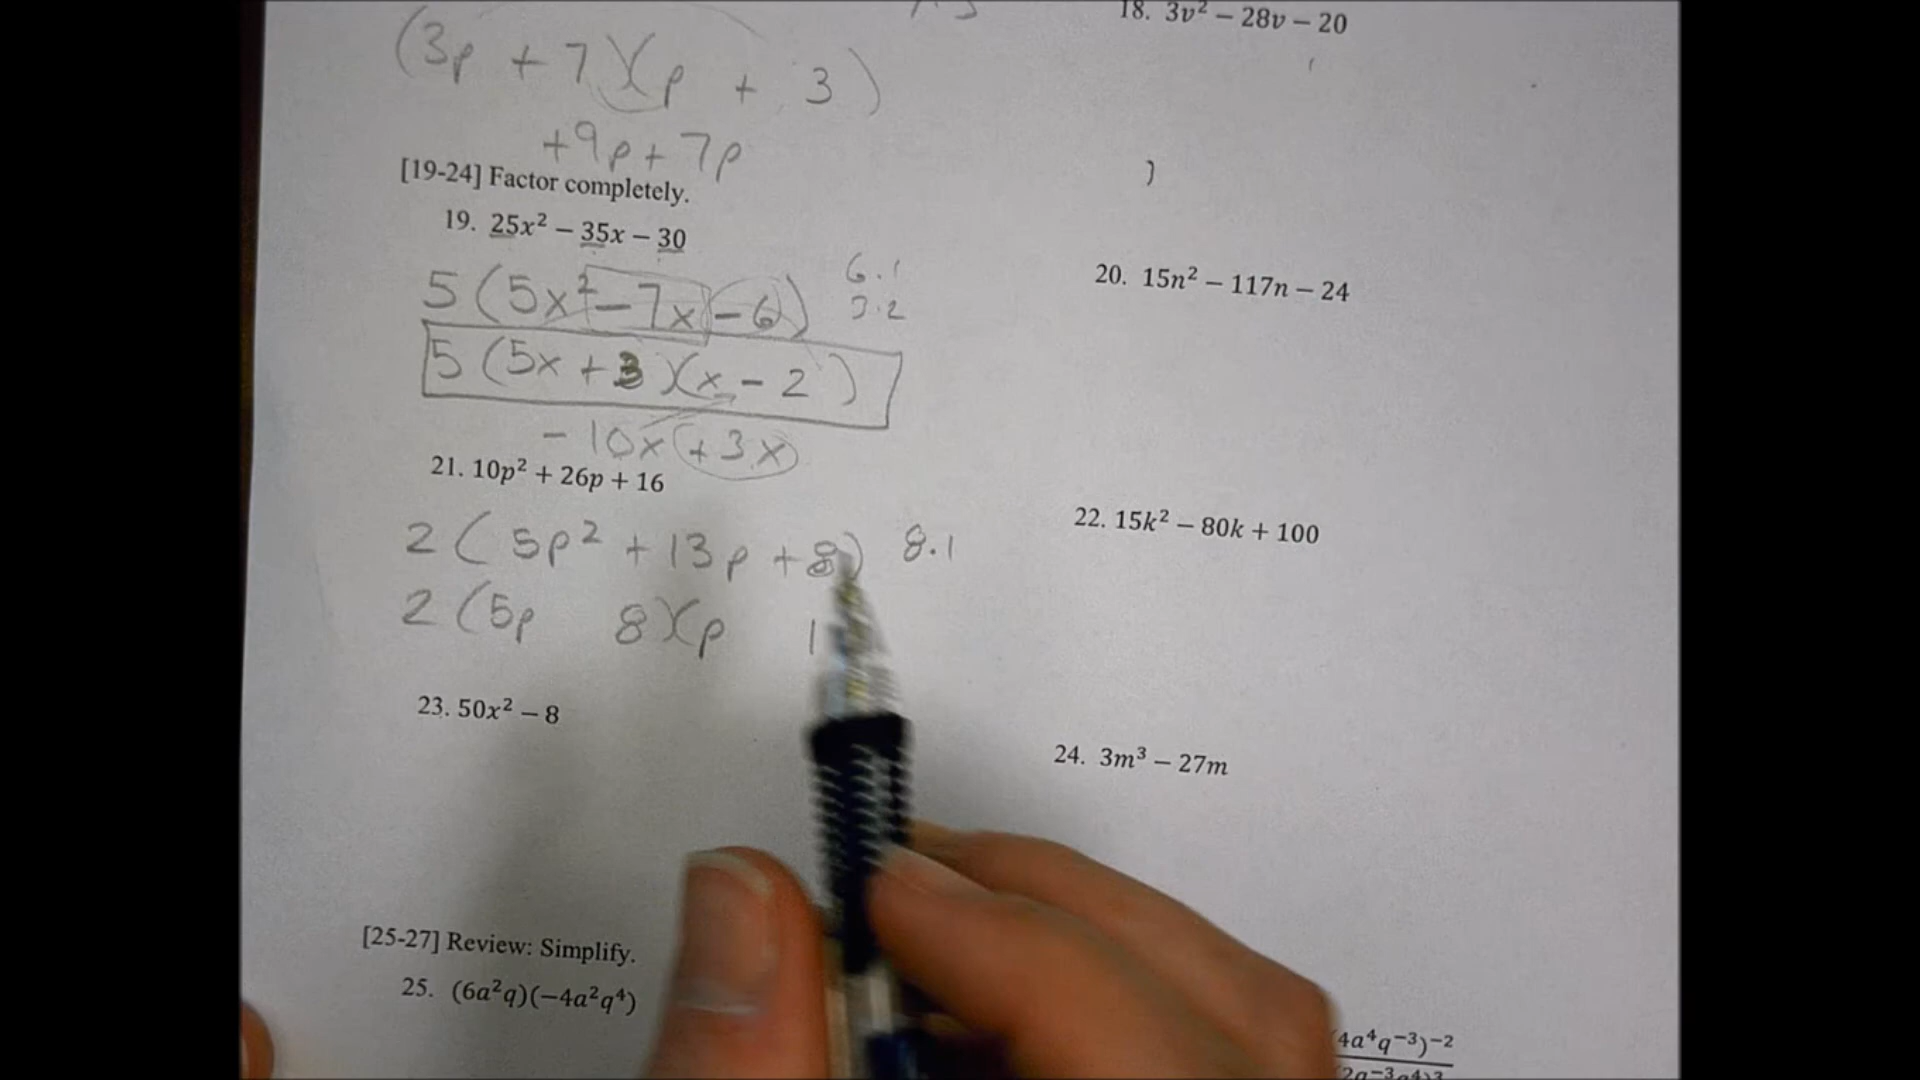 18. 3v² − 28v − 20
(3p + 7)(p + 3)
+9p + 7p
[19-24] Factor completely.
19. 25x² − 35x − 30
5(5x² − 7x − 6) 6·1
3·2
5(5x + 3)(x − 2)
−10x + 3x
20. 15n² − 117n − 24
21. 10p² + 26p + 16
2(5p² + 13p + 8) 8·1
2(5p 8)(p 1
22. 15k² − 80k + 100
23. 50x² − 8
24. 3m³ − 27m
[25-27] Review: Simplify.
25. (6a²q)(−4a²q⁴)
4a⁴q⁻³)⁻²